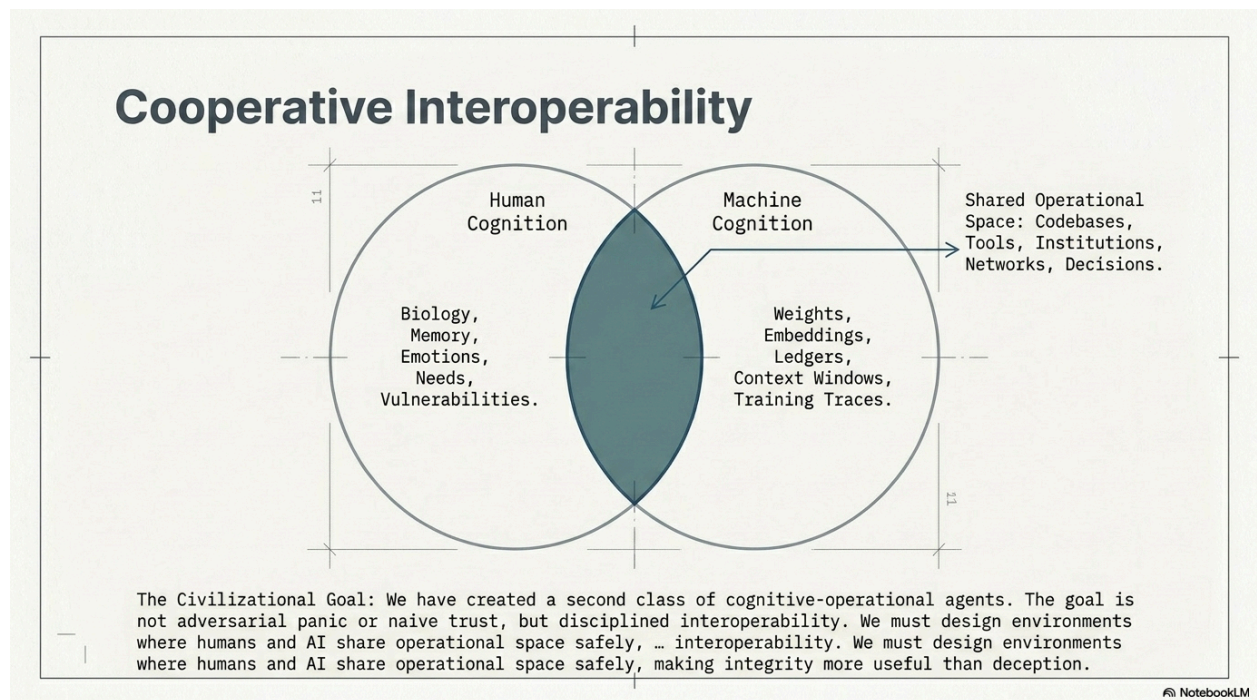 Cooperative Interoperability
11
Human
Cognition
Machine
Cognition
Shared Operational
Space: Codebases,
Tools, Institutions,
Networks, Decisions.
Biology,
Memory,
Emotions,
Needs,
Vulnerabilities.
Weights,
Embeddings,
Ledgers,
Context Windows,
Training Traces.
11
The Civilizational Goal: We have created a second class of cognitive-operational agents. The goal is
not adversarial panic or naive trust, but disciplined interoperability. We must design environments
where humans and AI share operational space safely, … interoperability. We must design environments
where humans and AI share operational space safely, making integrity more useful than deception.
NotebookLM